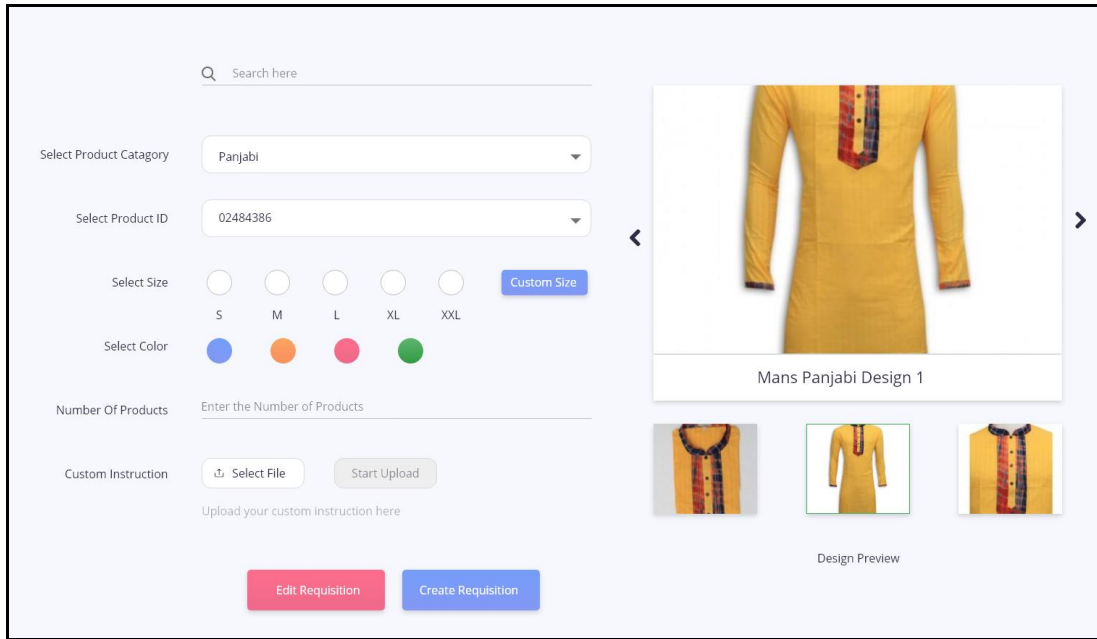 Search here
Select Product Catagory
Panjabi
Select Product ID
02484386
Select Size
Custom Size
S M L XL XXL
Select Color
Number Of Products
Enter the Number of Products
Custom Instruction
Select File
Start Upload
Upload your custom instruction here
Edit Requisition
Create Requisition
Mans Panjabi Design 1
Design Preview